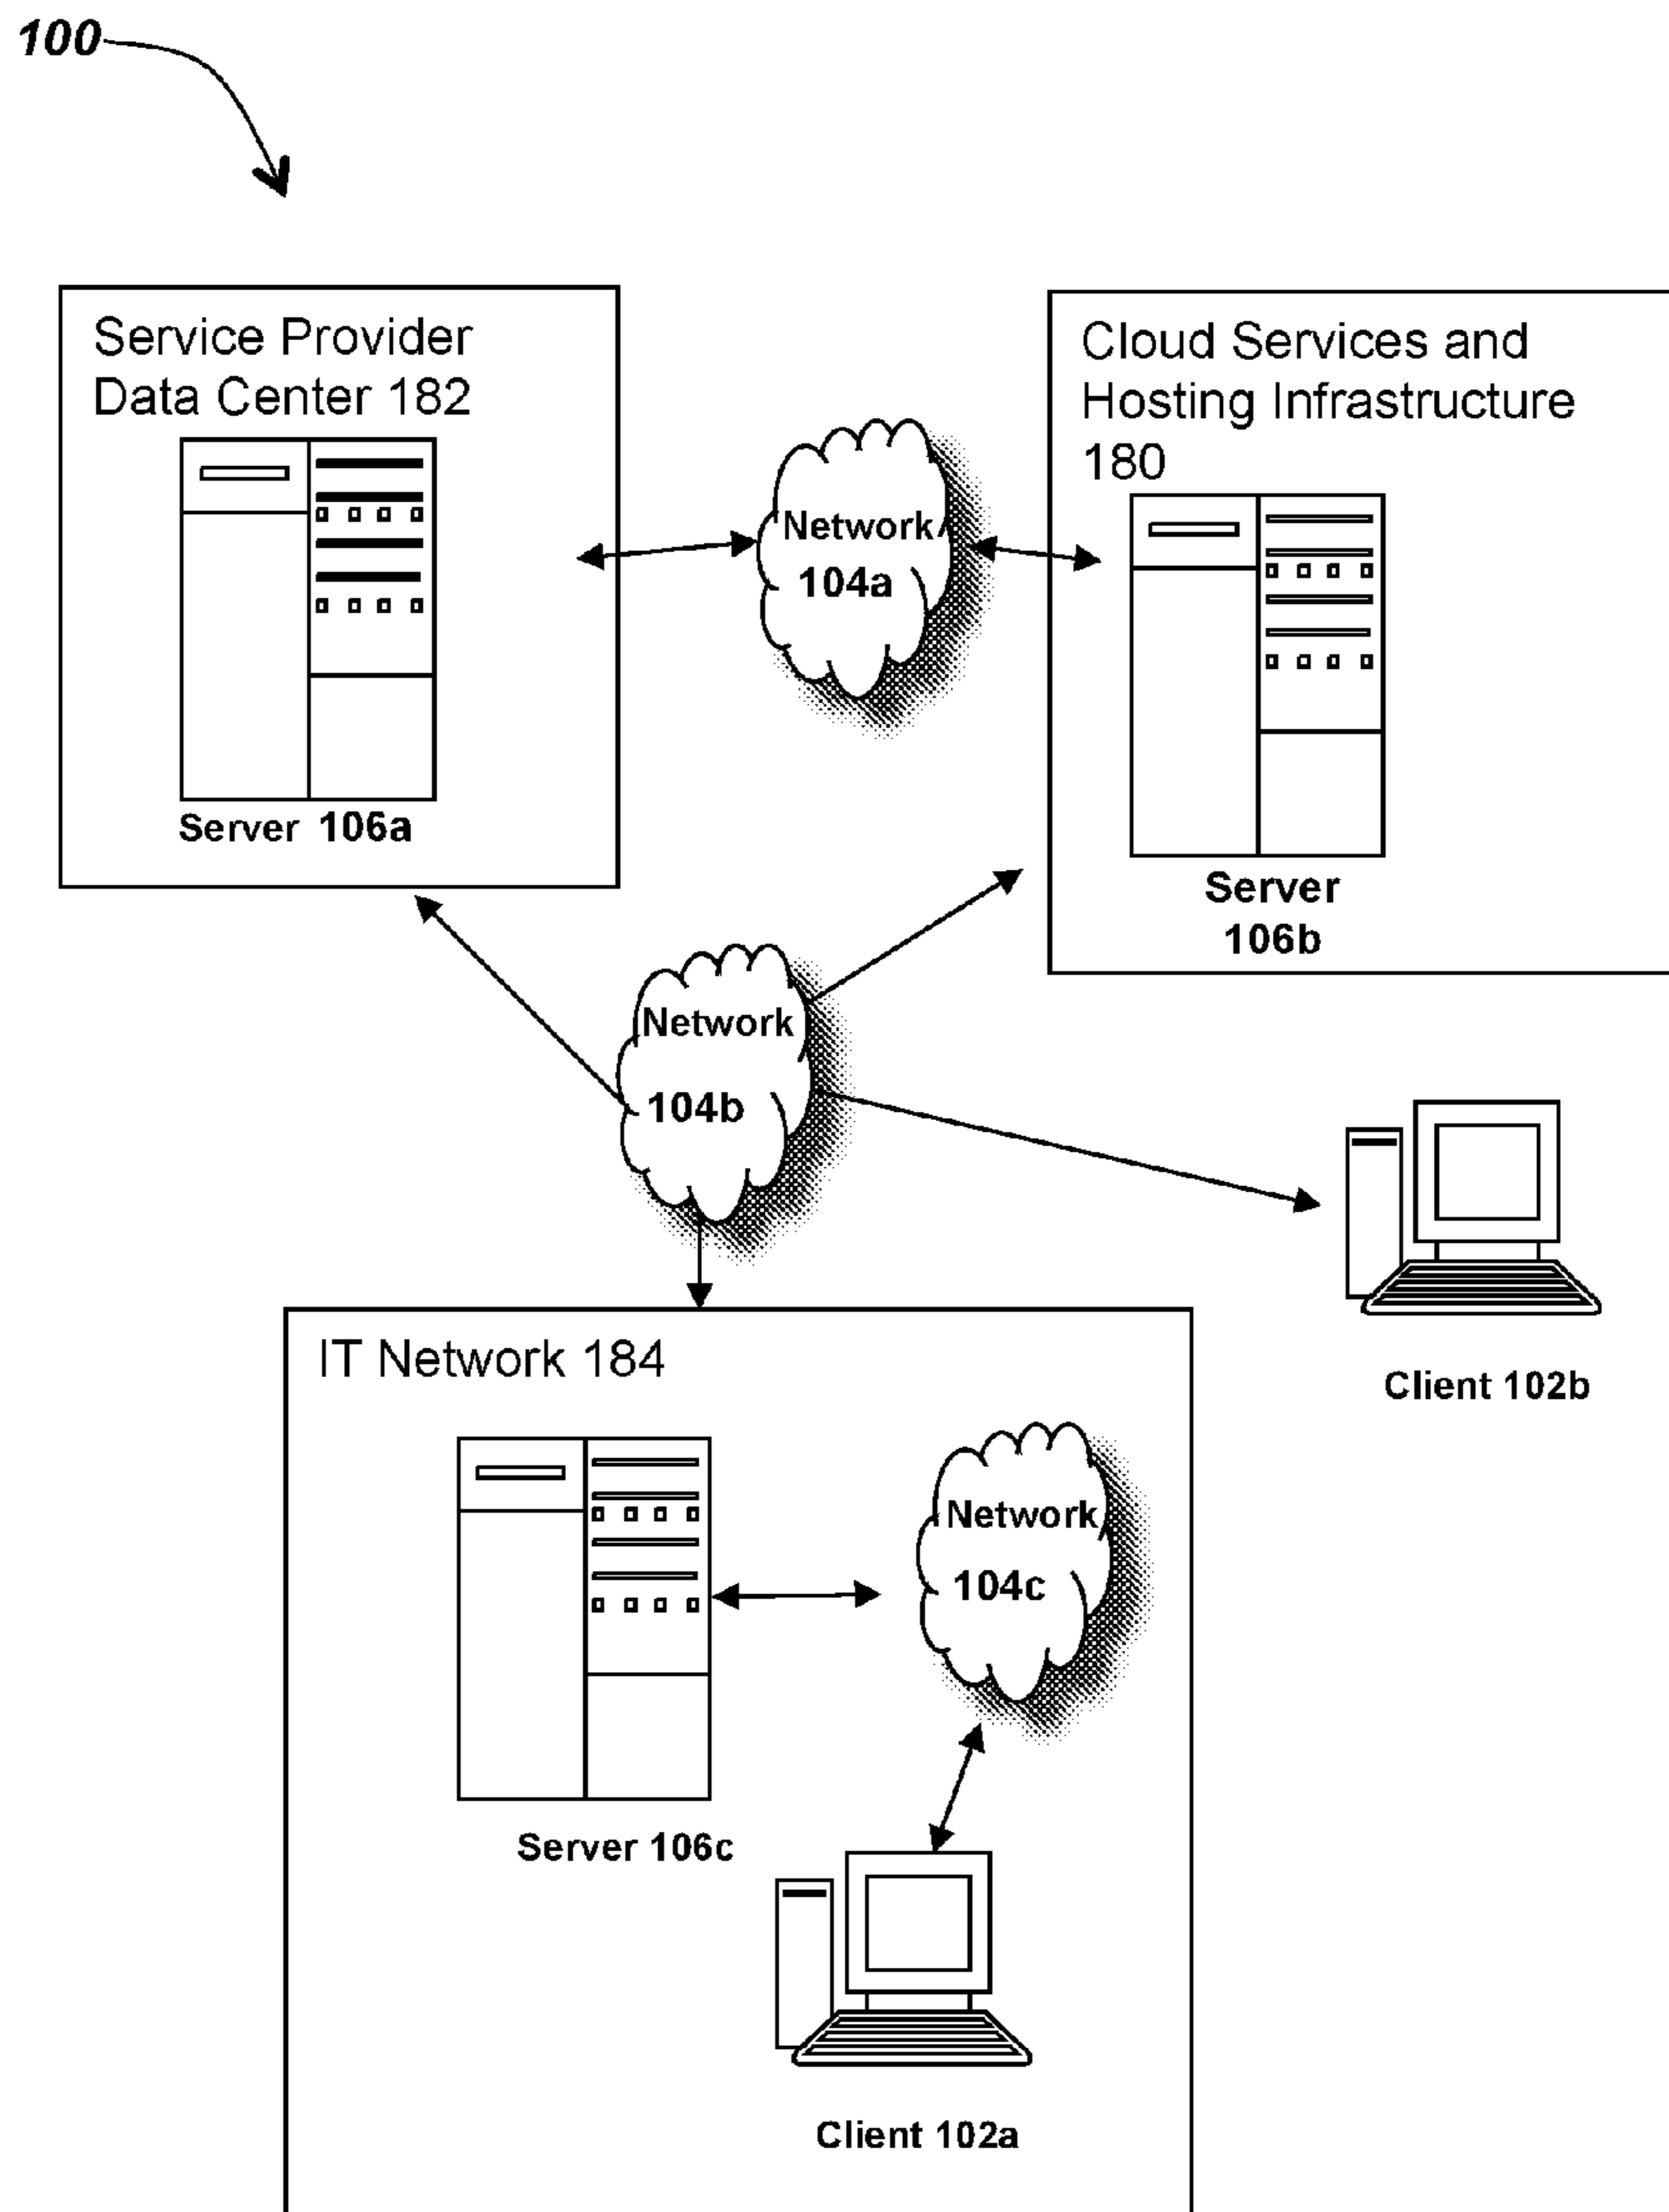 100
Service Provider
Data Center 182
Server 106a
Network
104a
Cloud Services and
Hosting Infrastructure
180
Server
106b
Network
104b
Client 102b
IT Network 184
Server 106c
Network
104c
Client 102a